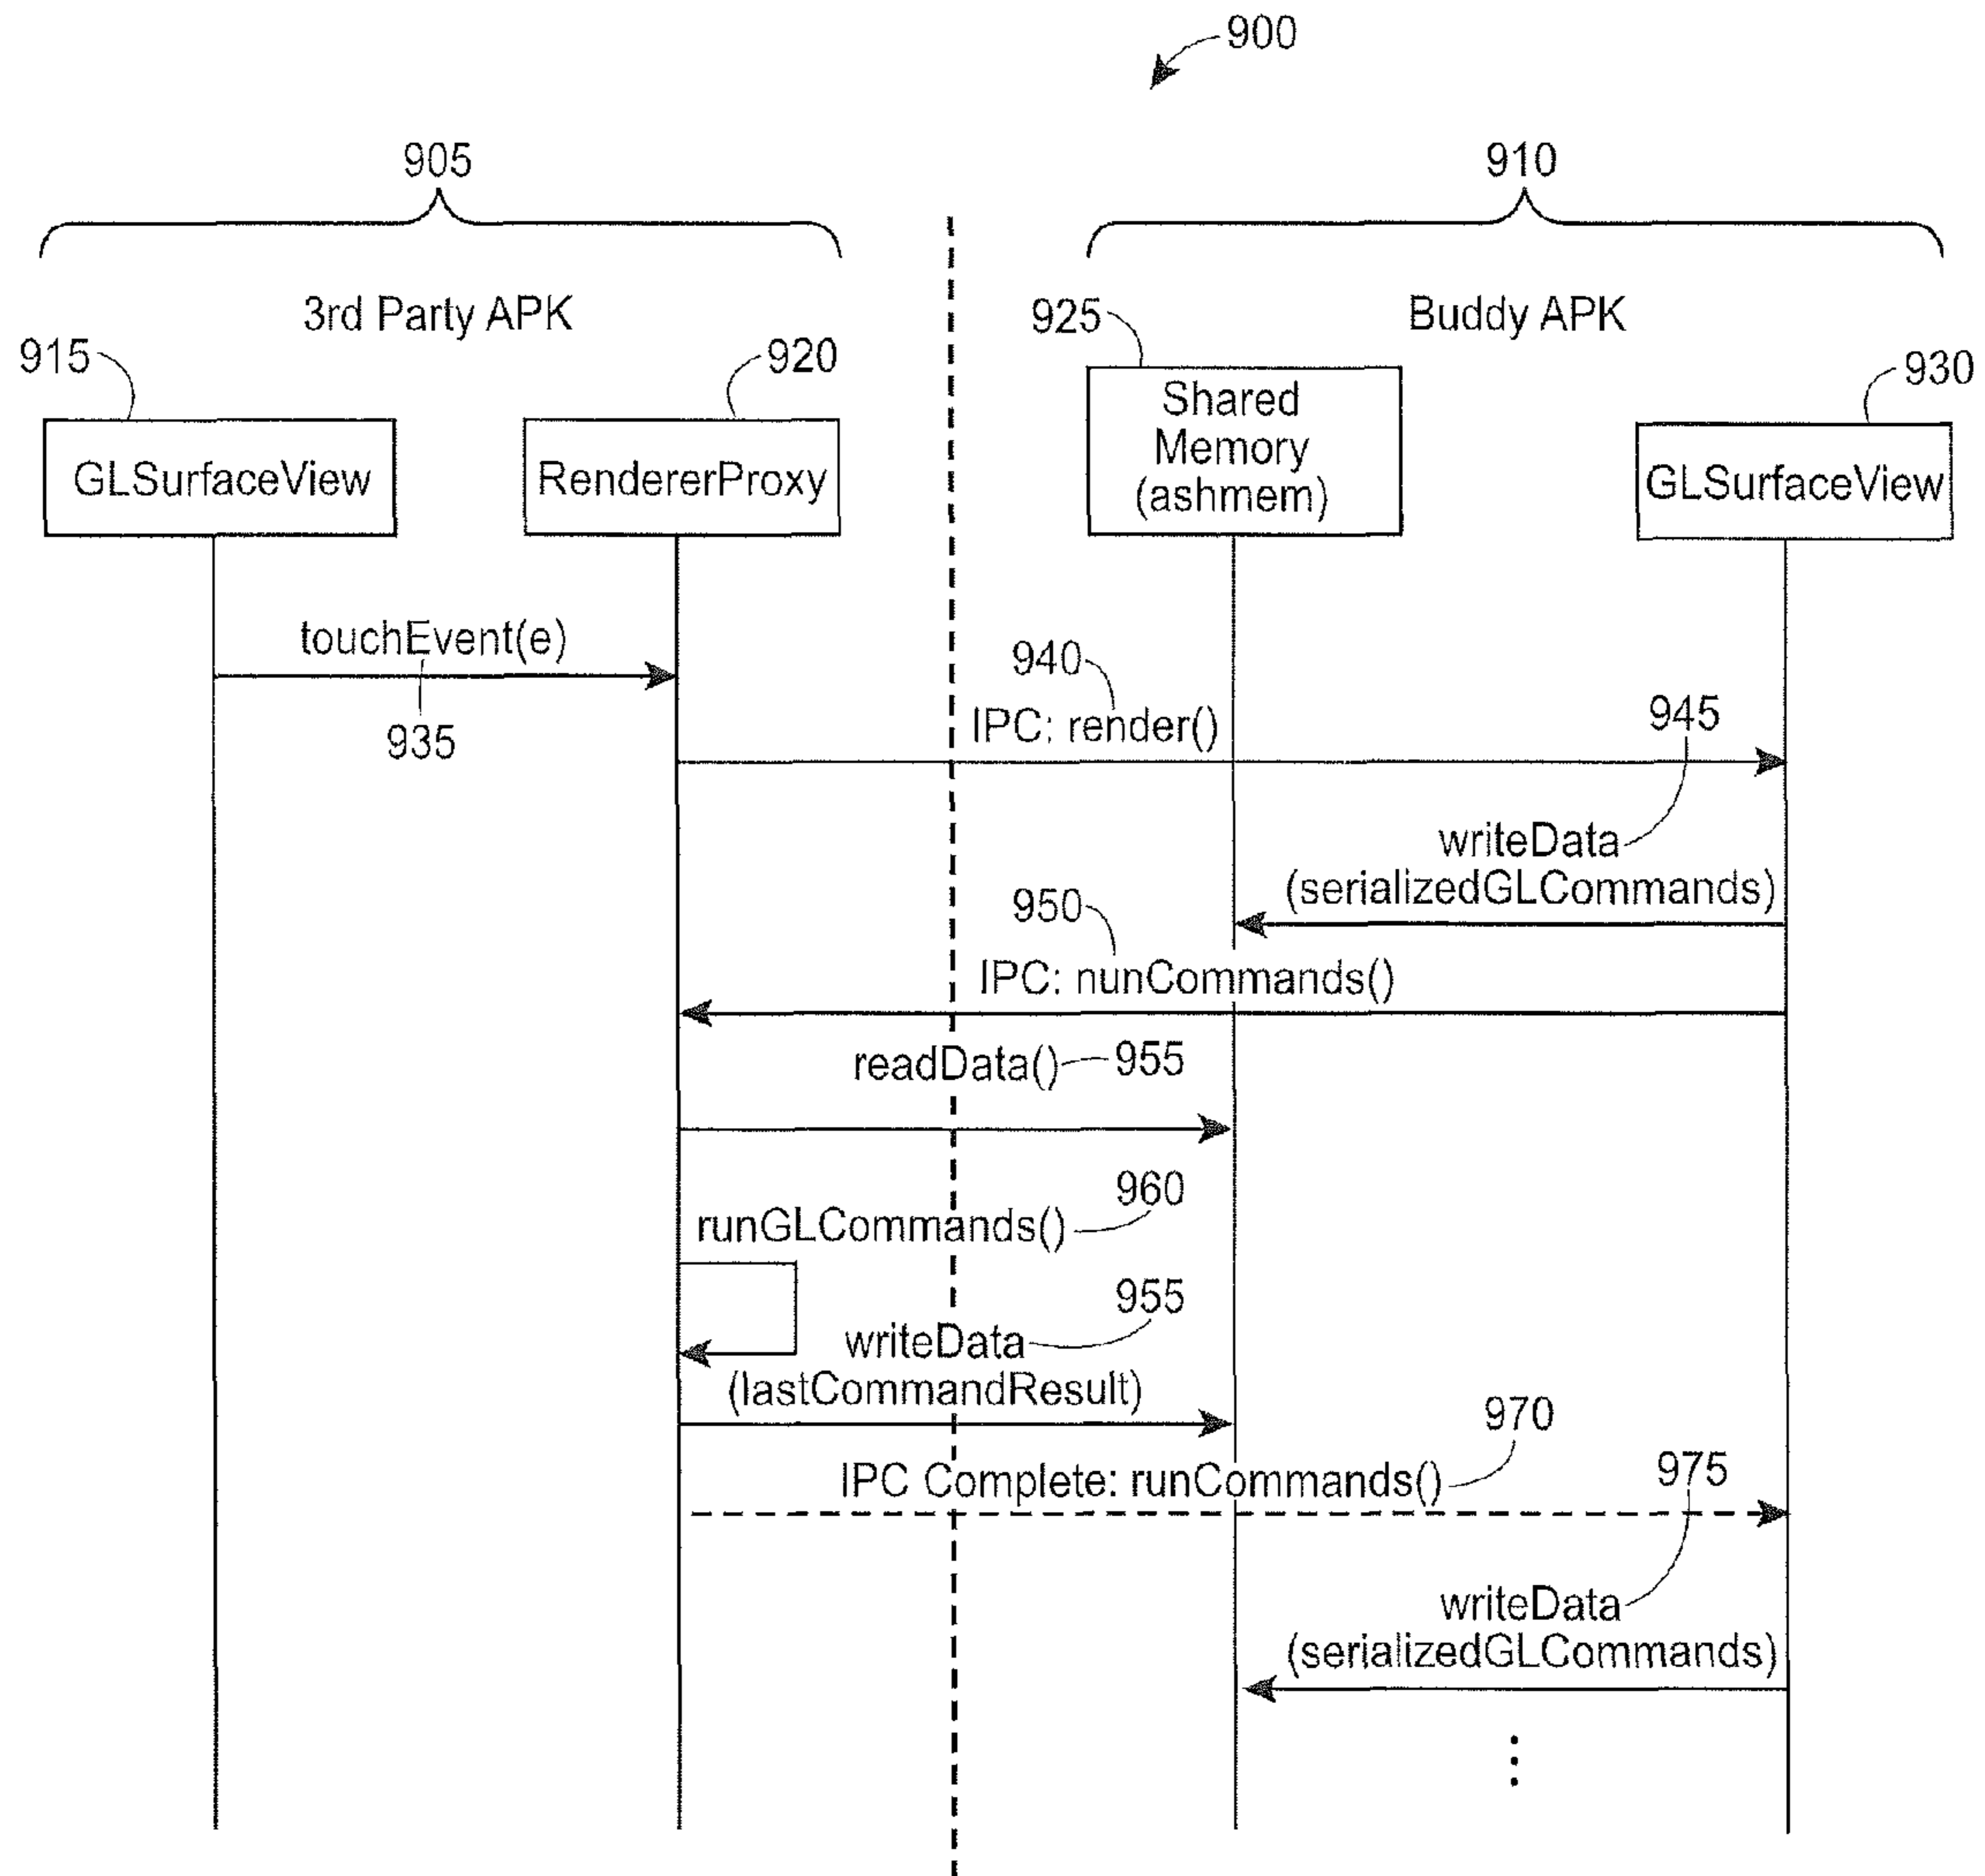 900
905
910
3rd Party APK
Buddy APK
915
920
925
930
GLSurfaceView
RendererProxy
Shared
Memory
(ashmem)
GLSurfaceView
touchEvent(e)
935
940
IPC: render()
945
writeData
(serializedGLCommands)
950
IPC: nunCommands()
readData() 955
960
runGLCommands()
955
writeData
(lastCommandResult)
970
IPC Complete: runCommands()
975
writeData
(serializedGLCommands)